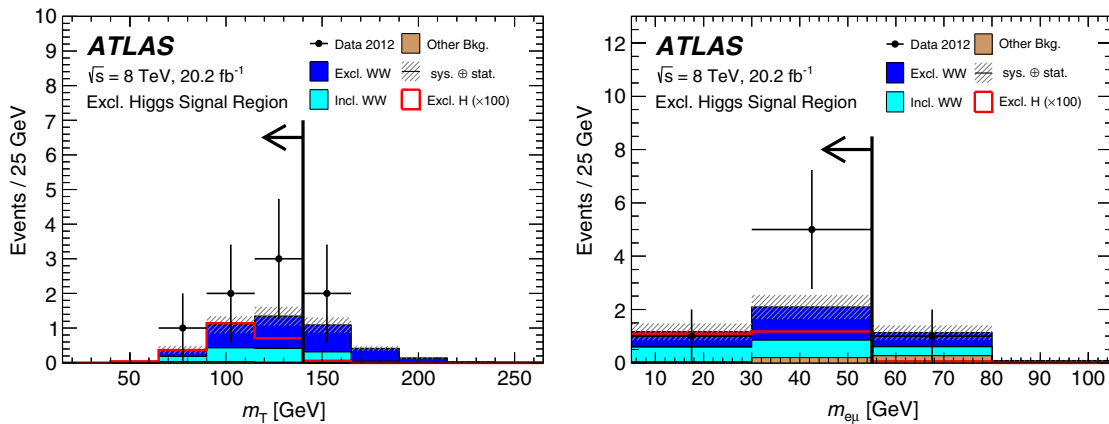 ATLAS
√s = 8 TeV, 20.2 fb⁻¹
Excl. Higgs Signal Region
Data 2012
Other Bkg.
Excl. WW
sys. ⊕ stat.
Incl. WW
Excl. H (×100)
Events / 25 GeV
10
9
8
7
6
5
4
3
2
1
0
50 100 150 200 250
m_T [GeV]
ATLAS
√s = 8 TeV, 20.2 fb⁻¹
Excl. Higgs Signal Region
Data 2012
Other Bkg.
Excl. WW
sys. ⊕ stat.
Incl. WW
Excl. H (×100)
Events / 25 GeV
12
10
8
6
4
2
0
10 20 30 40 50 60 70 80 90 100
m_eμ [GeV]